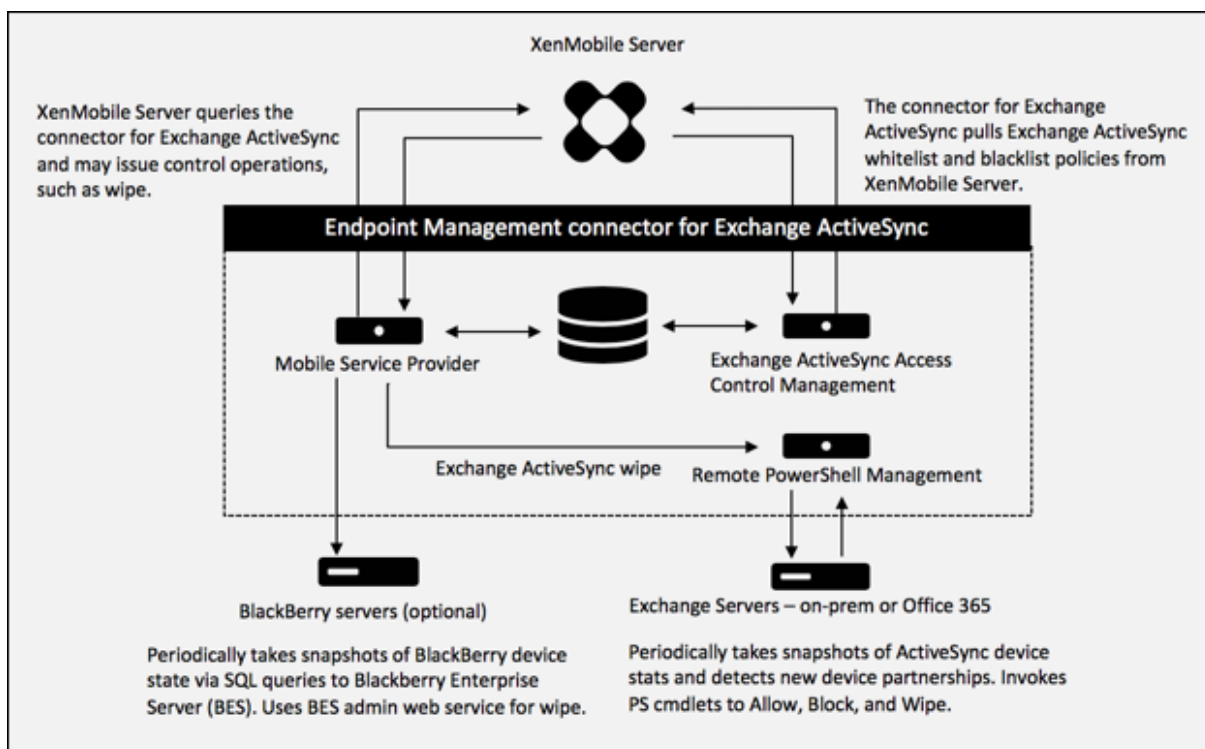 XenMobile Server
XenMobile Server queries the
connector for Exchange ActiveSync
and may issue control operations,
such as wipe.
The connector for Exchange
ActiveSync pulls Exchange ActiveSync
whitelist and blacklist policies from
XenMobile Server.
Endpoint Management connector for Exchange ActiveSync
Mobile Service Provider
Exchange ActiveSync Access
Control Management
Exchange ActiveSync wipe
Remote PowerShell Management
BlackBerry servers (optional)
Periodically takes snapshots of BlackBerry device
state via SQL queries to Blackberry Enterprise
Server (BES). Uses BES admin web service for wipe.
Exchange Servers – on-prem or Office 365
Periodically takes snapshots of ActiveSync device
stats and detects new device partnerships. Invokes
PS cmdlets to Allow, Block, and Wipe.